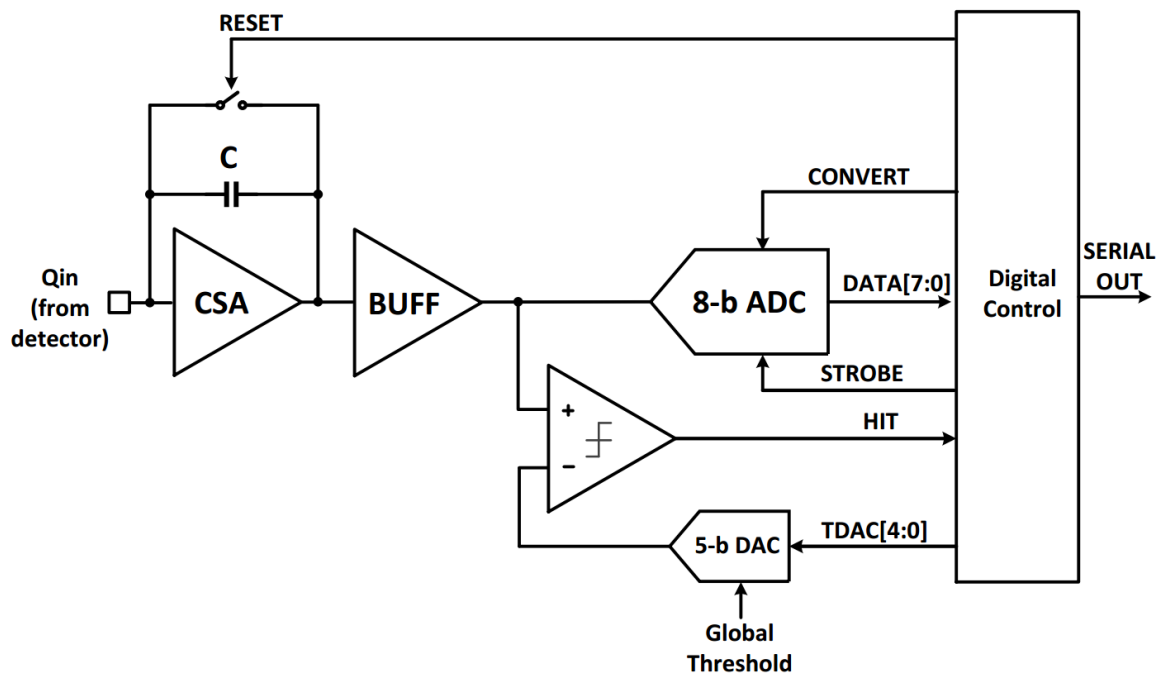 RESET
C
CONVERT
Qin
(from
detector)
CSA
BUFF
8-b ADC
DATA[7:0]
Digital
Control
SERIAL
OUT
STROBE
+
−
HIT
5-b DAC
TDAC[4:0]
Global
Threshold